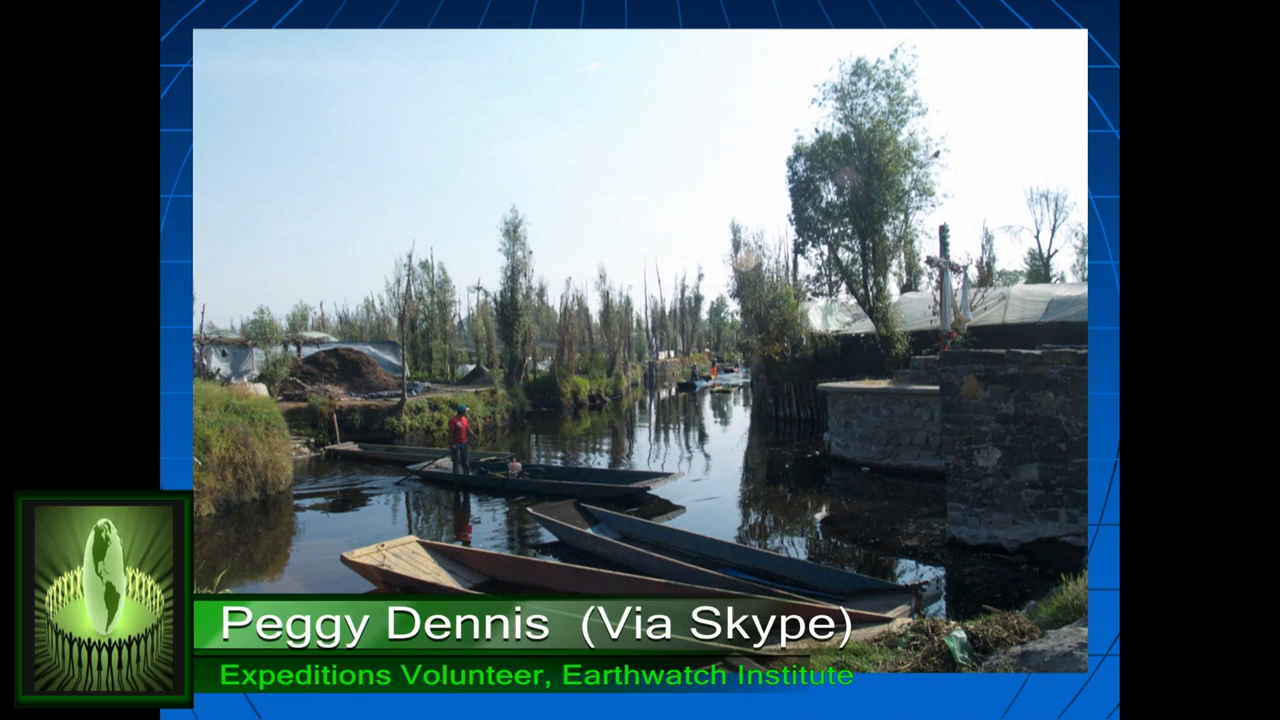 Peggy Dennis (Via Skype)
Expeditions Volunteer, Earthwatch Institute